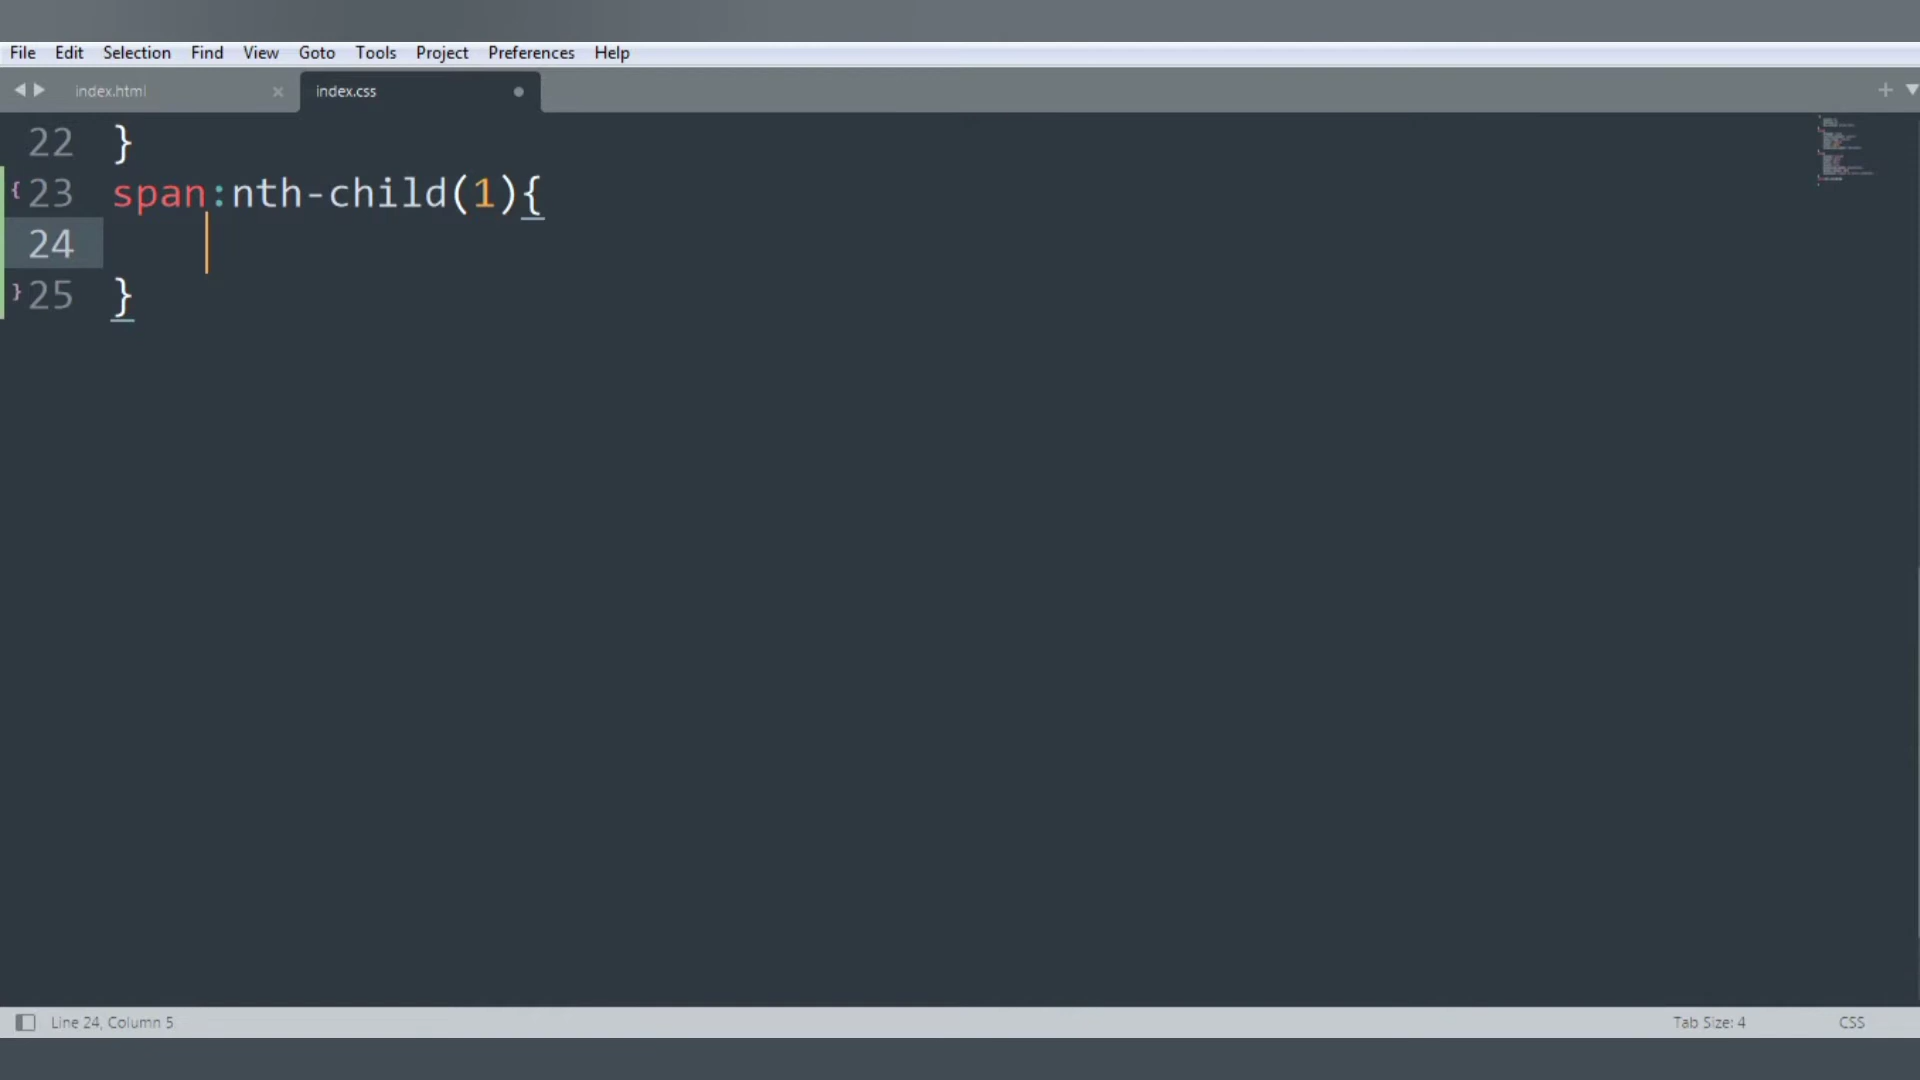 File Edit Selection Find View Goto Tools Project Preferences Help
index.html × index.css
22 }
{ 23 span:nth-child(1){
24
} 25 }
Line 24, Column 5 Tab Size: 4 CSS